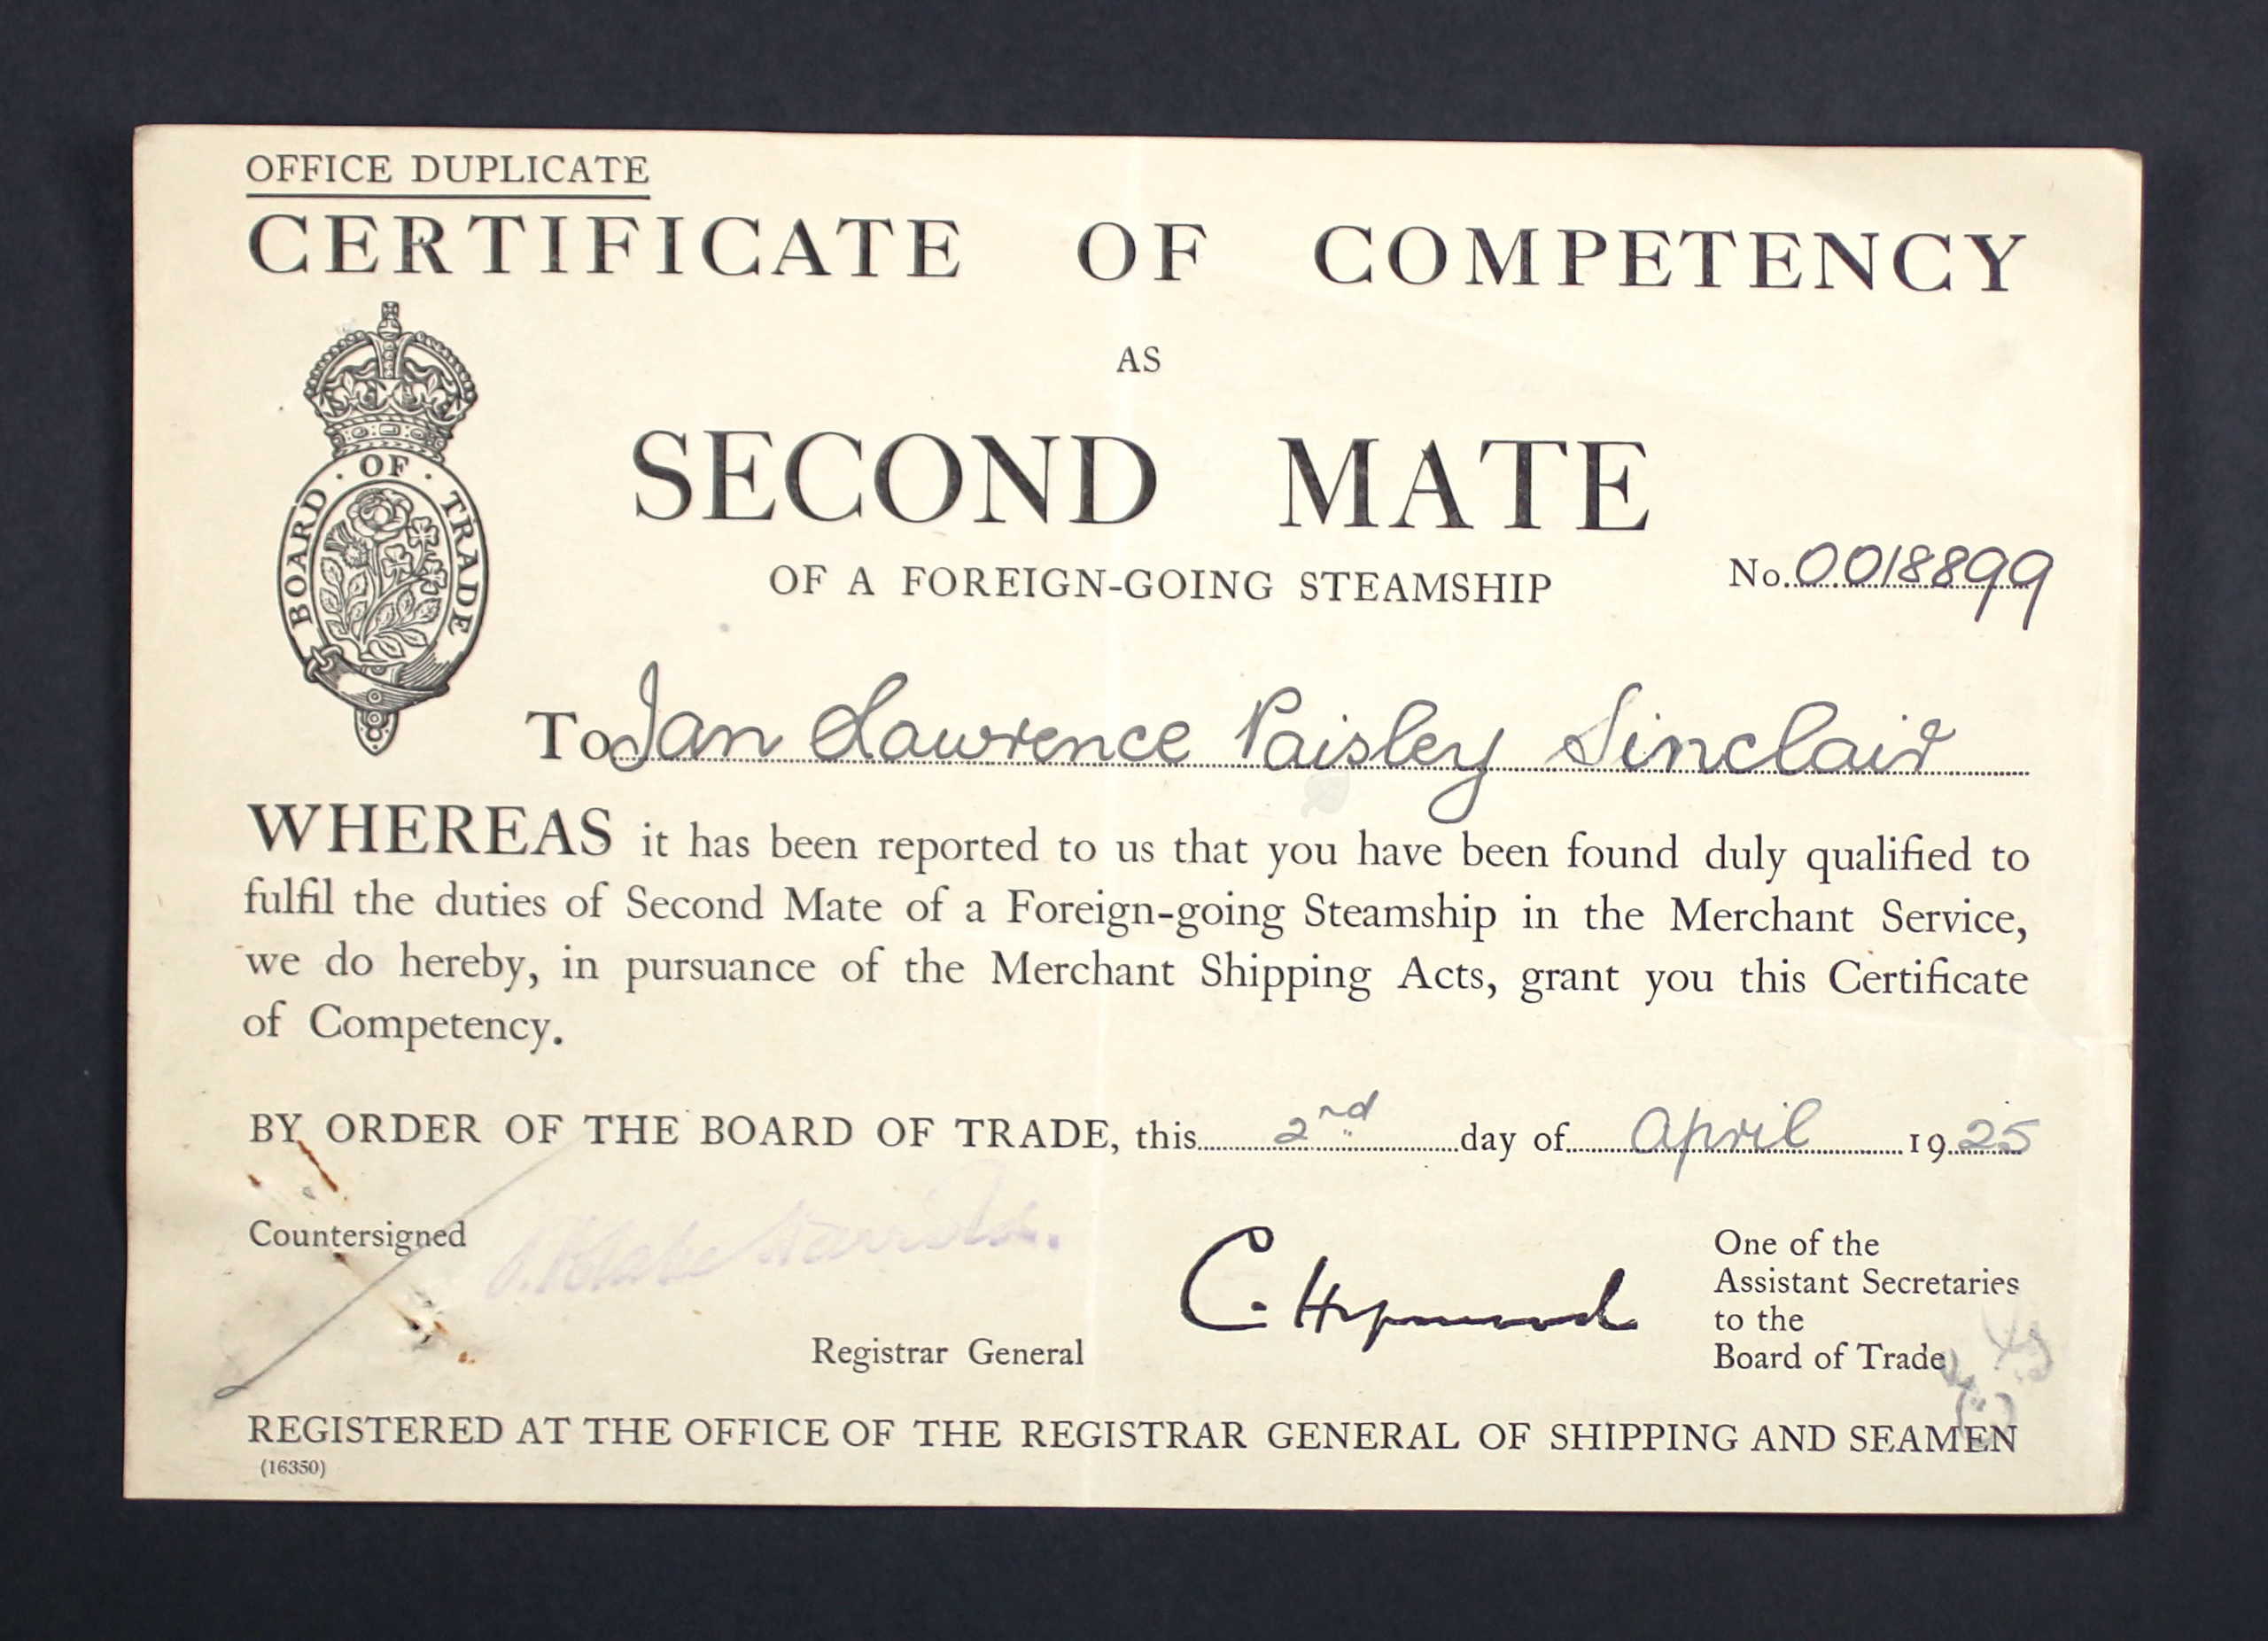 OFFICE DUPLICATE
CERTIFICATE OF COMPETENCY
AS
SECOND MATE
OF A FOREIGN-GOING STEAMSHIP
No. 0018899
BOARD OF TRADE
To Ian Lawrence Paisley Sinclair
WHEREAS it has been reported to us that you have been found duly qualified to
fulfil the duties of Second Mate of a Foreign-going Steamship in the Merchant Service,
we do hereby, in pursuance of the Merchant Shipping Acts, grant you this Certificate
of Competency.
BY ORDER OF THE BOARD OF TRADE, this 2nd day of April 1925
Countersigned
Registrar General
C.
One of the
Assistant Secretaries
to the
Board of Trade
REGISTERED AT THE OFFICE OF THE REGISTRAR GENERAL OF SHIPPING AND SEAMEN
(16350)